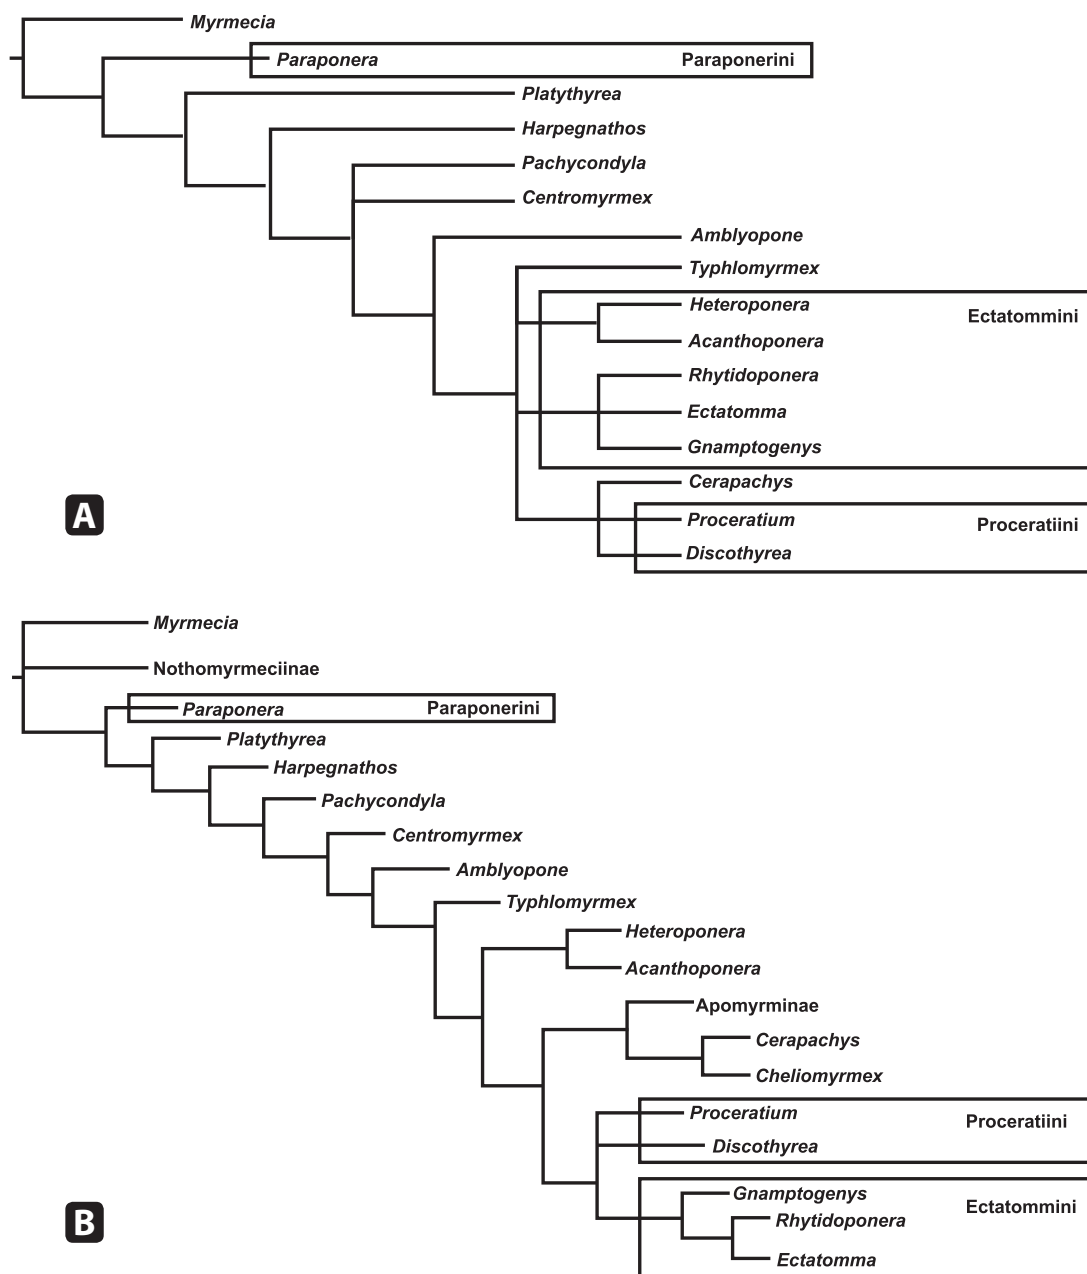 Myrmecia
Paraponera Paraponerini
Platythyrea
Harpegnathos
Pachycondyla
Centromyrmex
Amblyopone
Typhlomyrmex
Heteroponera
Ectatommini
Acanthoponera
Rhytidoponera
Ectatomma
Gnamptogenys
Cerapachys
A
Proceratium Proceratiini
Discothyrea
Myrmecia
Nothomyrmeciinae
Paraponera Paraponerini
Platythyrea
Harpegnathos
Pachycondyla
Centromyrmex
Amblyopone
Typhlomyrmex
Heteroponera
Acanthoponera
Apomyrminae
Cerapachys
Cheliomyrmex
Proceratium Proceratiini
Discothyrea
Gnamptogenys Ectatommini
B
Rhytidoponera
Ectatomma